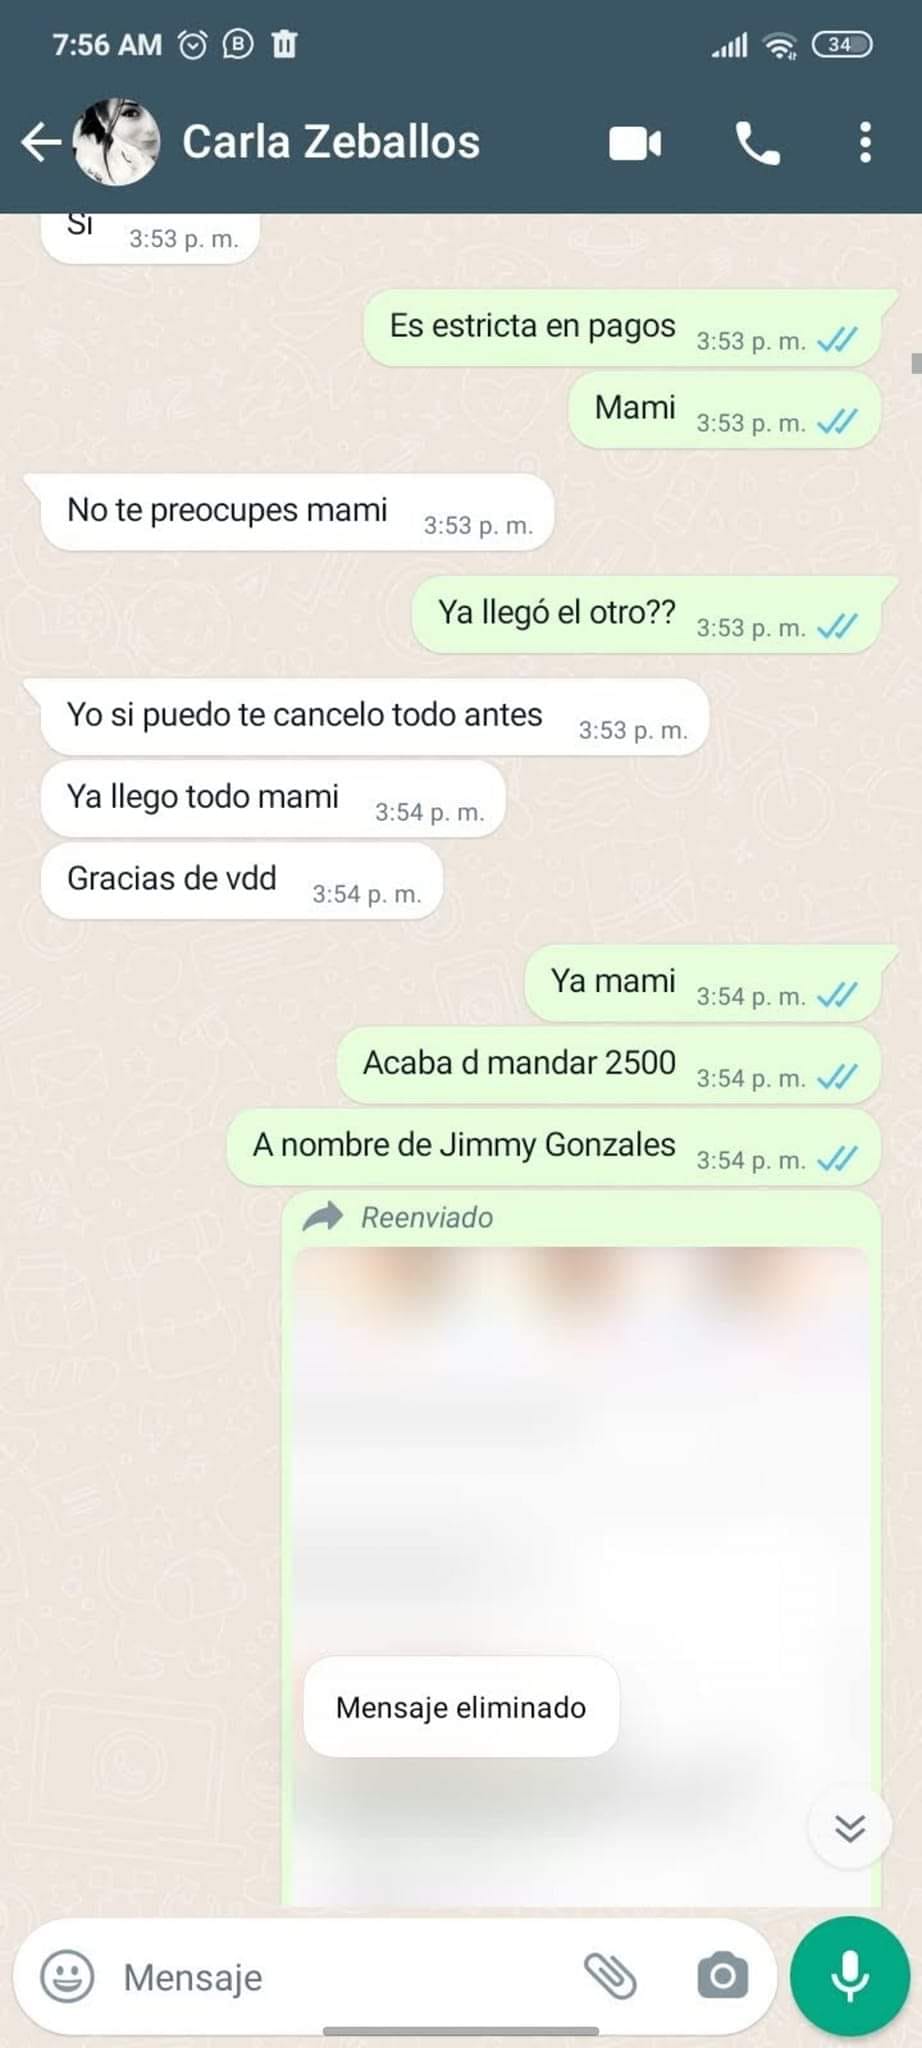 7:56 AM
34
Carla Zeballos
Si
3:53 p. m.
Es estricta en pagos
3:53 p. m.
Mami
3:53 p. m.
No te preocupes mami
3:53 p. m.
Ya llegó el otro??
3:53 p. m.
Yo si puedo te cancelo todo antes
3:53 p. m.
Ya llego todo mami
3:54 p. m.
Gracias de vdd
3:54 p. m.
Ya mami
3:54 p. m.
Acaba d mandar 2500
3:54 p. m.
A nombre de Jimmy Gonzales
3:54 p. m.
Reenviado
Mensaje eliminado
Mensaje